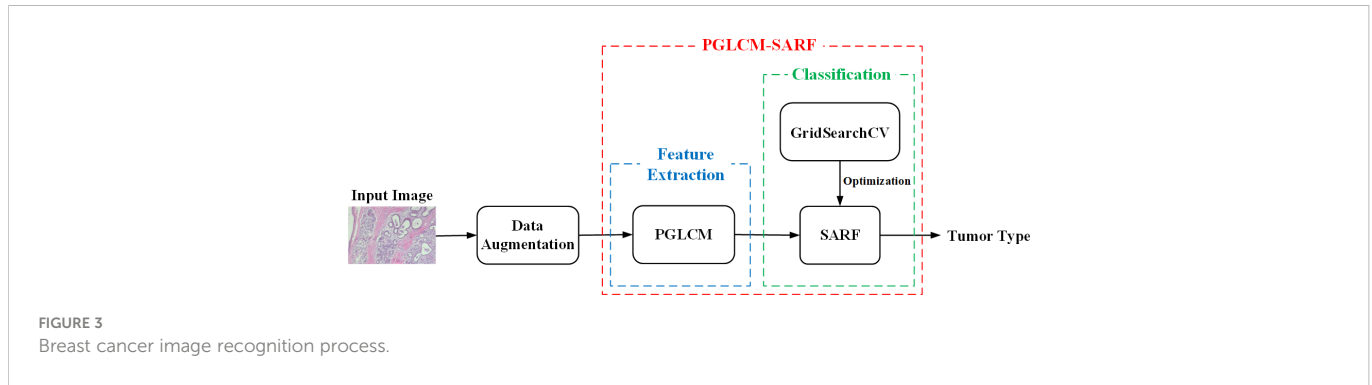 PGLCM-SARF
Classification
GridSearchCV
Feature
Extraction
Optimization
Input Image
Data
Augmentation
PGLCM
SARF
Tumor Type
FIGURE 3
Breast cancer image recognition process.